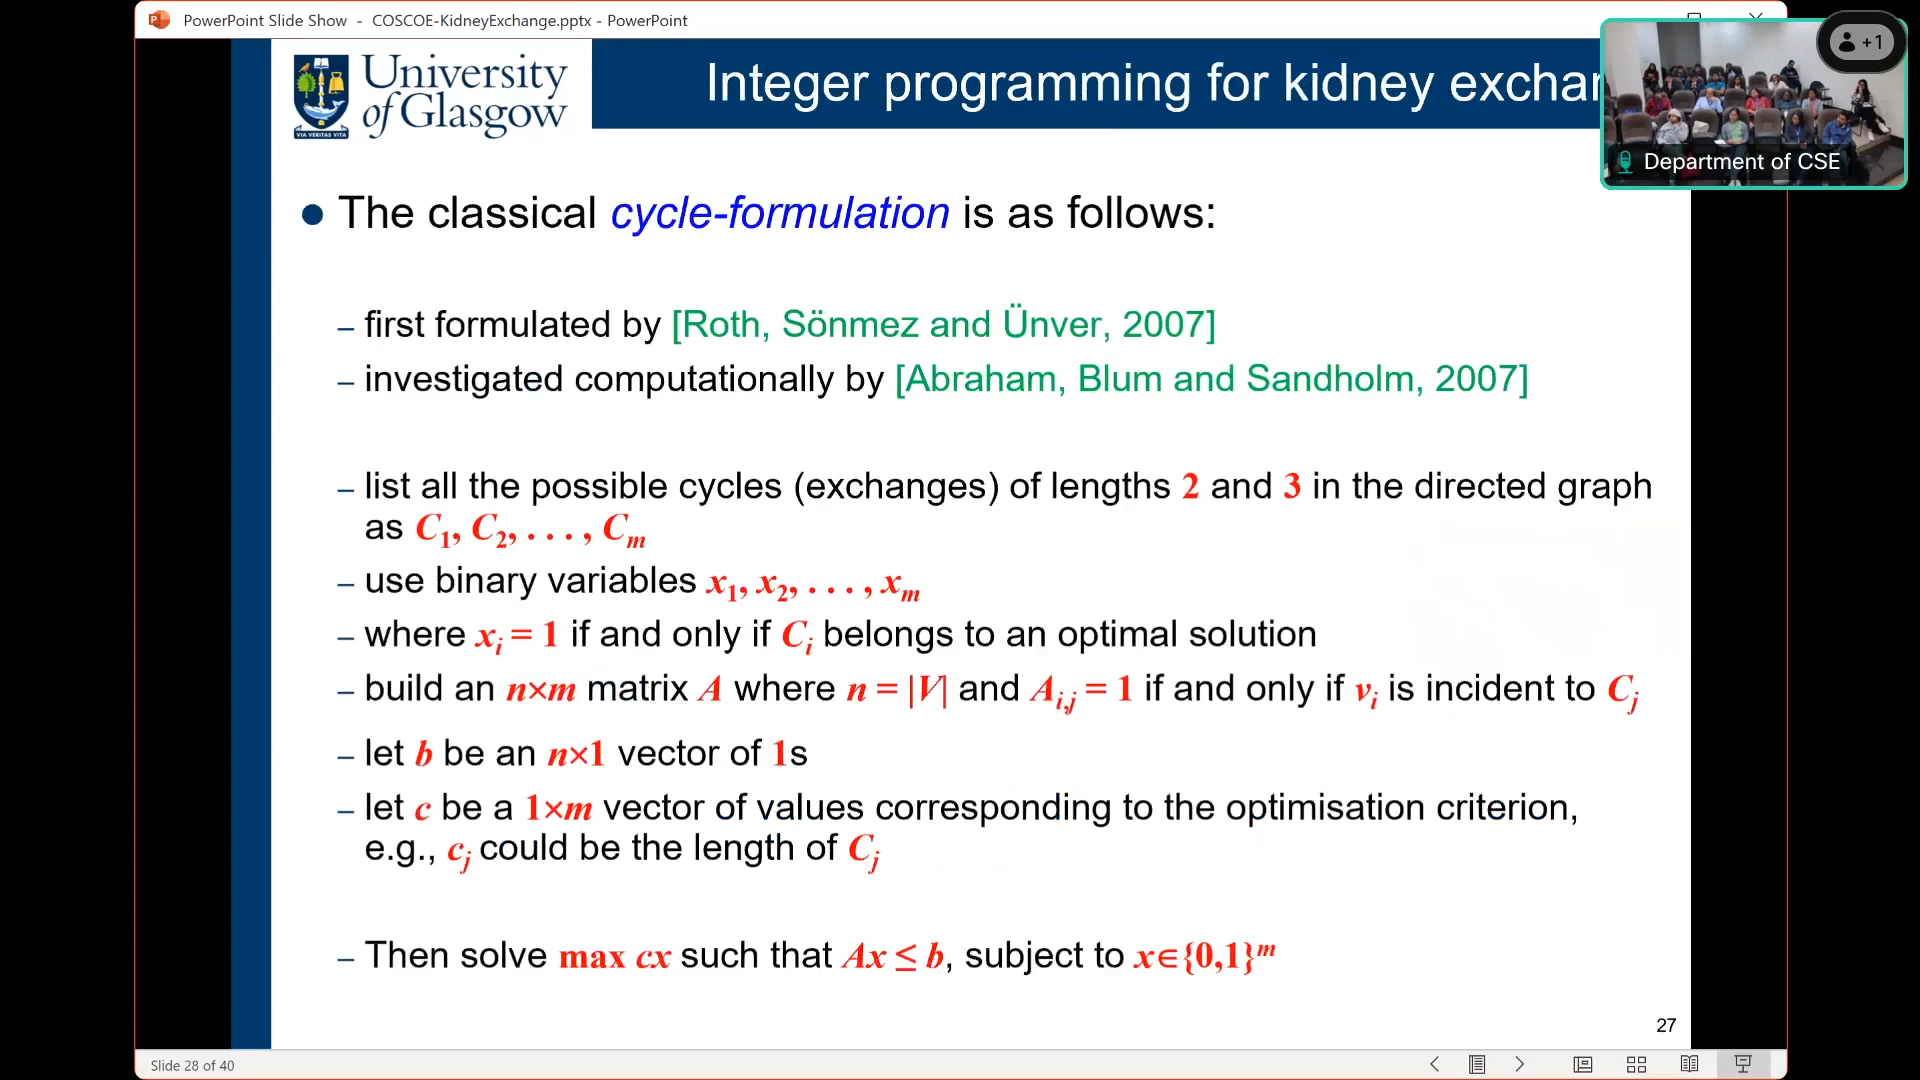 PowerPoint Slide Show - COSCOE-KidneyExchange.pptx - PowerPoint
+1
University
of Glasgow
VIA VERITAS VITA
Integer programming for kidney exchan
Department of CSE
● The classical cycle-formulation is as follows:
– first formulated by [Roth, Sönmez and Ünver, 2007]
– investigated computationally by [Abraham, Blum and Sandholm, 2007]
– list all the possible cycles (exchanges) of lengths 2 and 3 in the directed graph
as C1, C2, . . . , Cm
– use binary variables x1, x2, . . . , xm
– where xi = 1 if and only if Ci belongs to an optimal solution
– build an n×m matrix A where n = |V| and Ai,j = 1 if and only if vi is incident to Cj
– let b be an n×1 vector of 1s
– let c be a 1×m vector of values corresponding to the optimisation criterion,
e.g., cj could be the length of Cj
– Then solve max cx such that Ax ≤ b, subject to x∈{0,1}^m
27
Slide 28 of 40